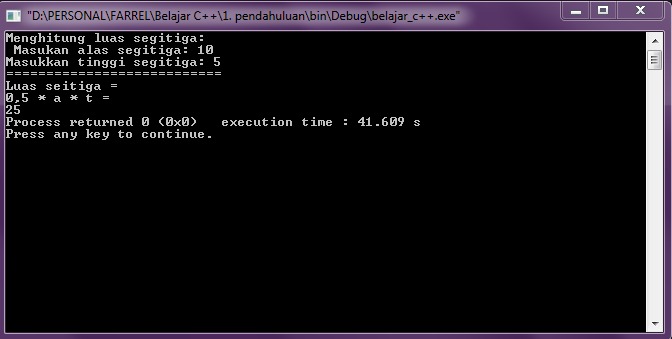 "D:\PERSONAL\FARREL\Belajar C++\1. pendahuluan\bin\Debug\belajar_c++.exe"
Menghitung luas segitiga:
 Masukan alas segitiga: 10
Masukkan tinggi segitiga: 5
===========================
Luas seitiga =
0,5 * a * t =
25
Process returned 0 (0x0)   execution time : 41.609 s
Press any key to continue.